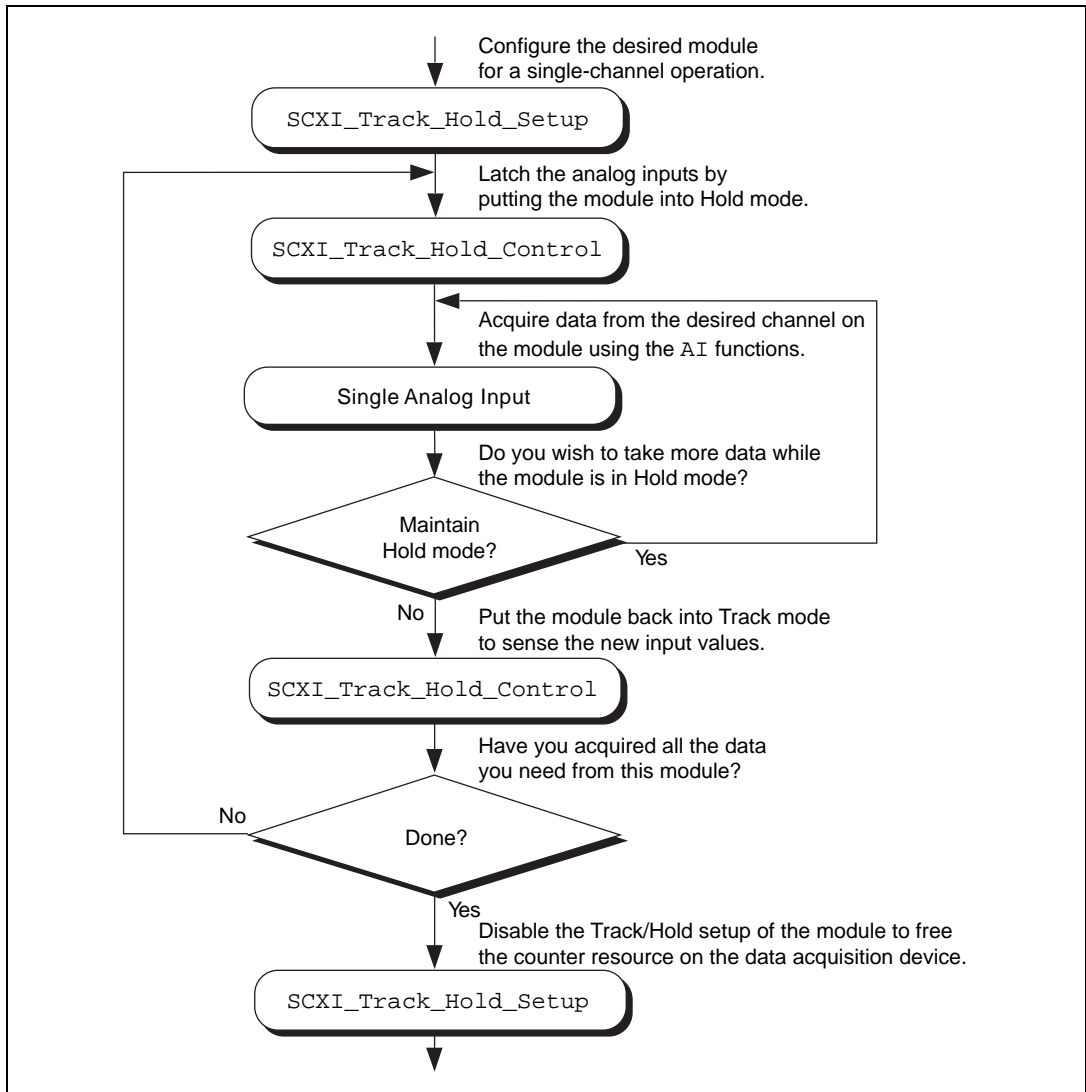 Configure the desired module
for a single-channel operation.
SCXI_Track_Hold_Setup
Latch the analog inputs by
putting the module into Hold mode.
SCXI_Track_Hold_Control
Acquire data from the desired channel on
the module using the AI functions.
Single Analog Input
Do you wish to take more data while
the module is in Hold mode?
Maintain
Hold mode?
Yes
No
Put the module back into Track mode
to sense the new input values.
SCXI_Track_Hold_Control
Have you acquired all the data
you need from this module?
No
Done?
Yes
Disable the Track/Hold setup of the module to free
the counter resource on the data acquisition device.
SCXI_Track_Hold_Setup